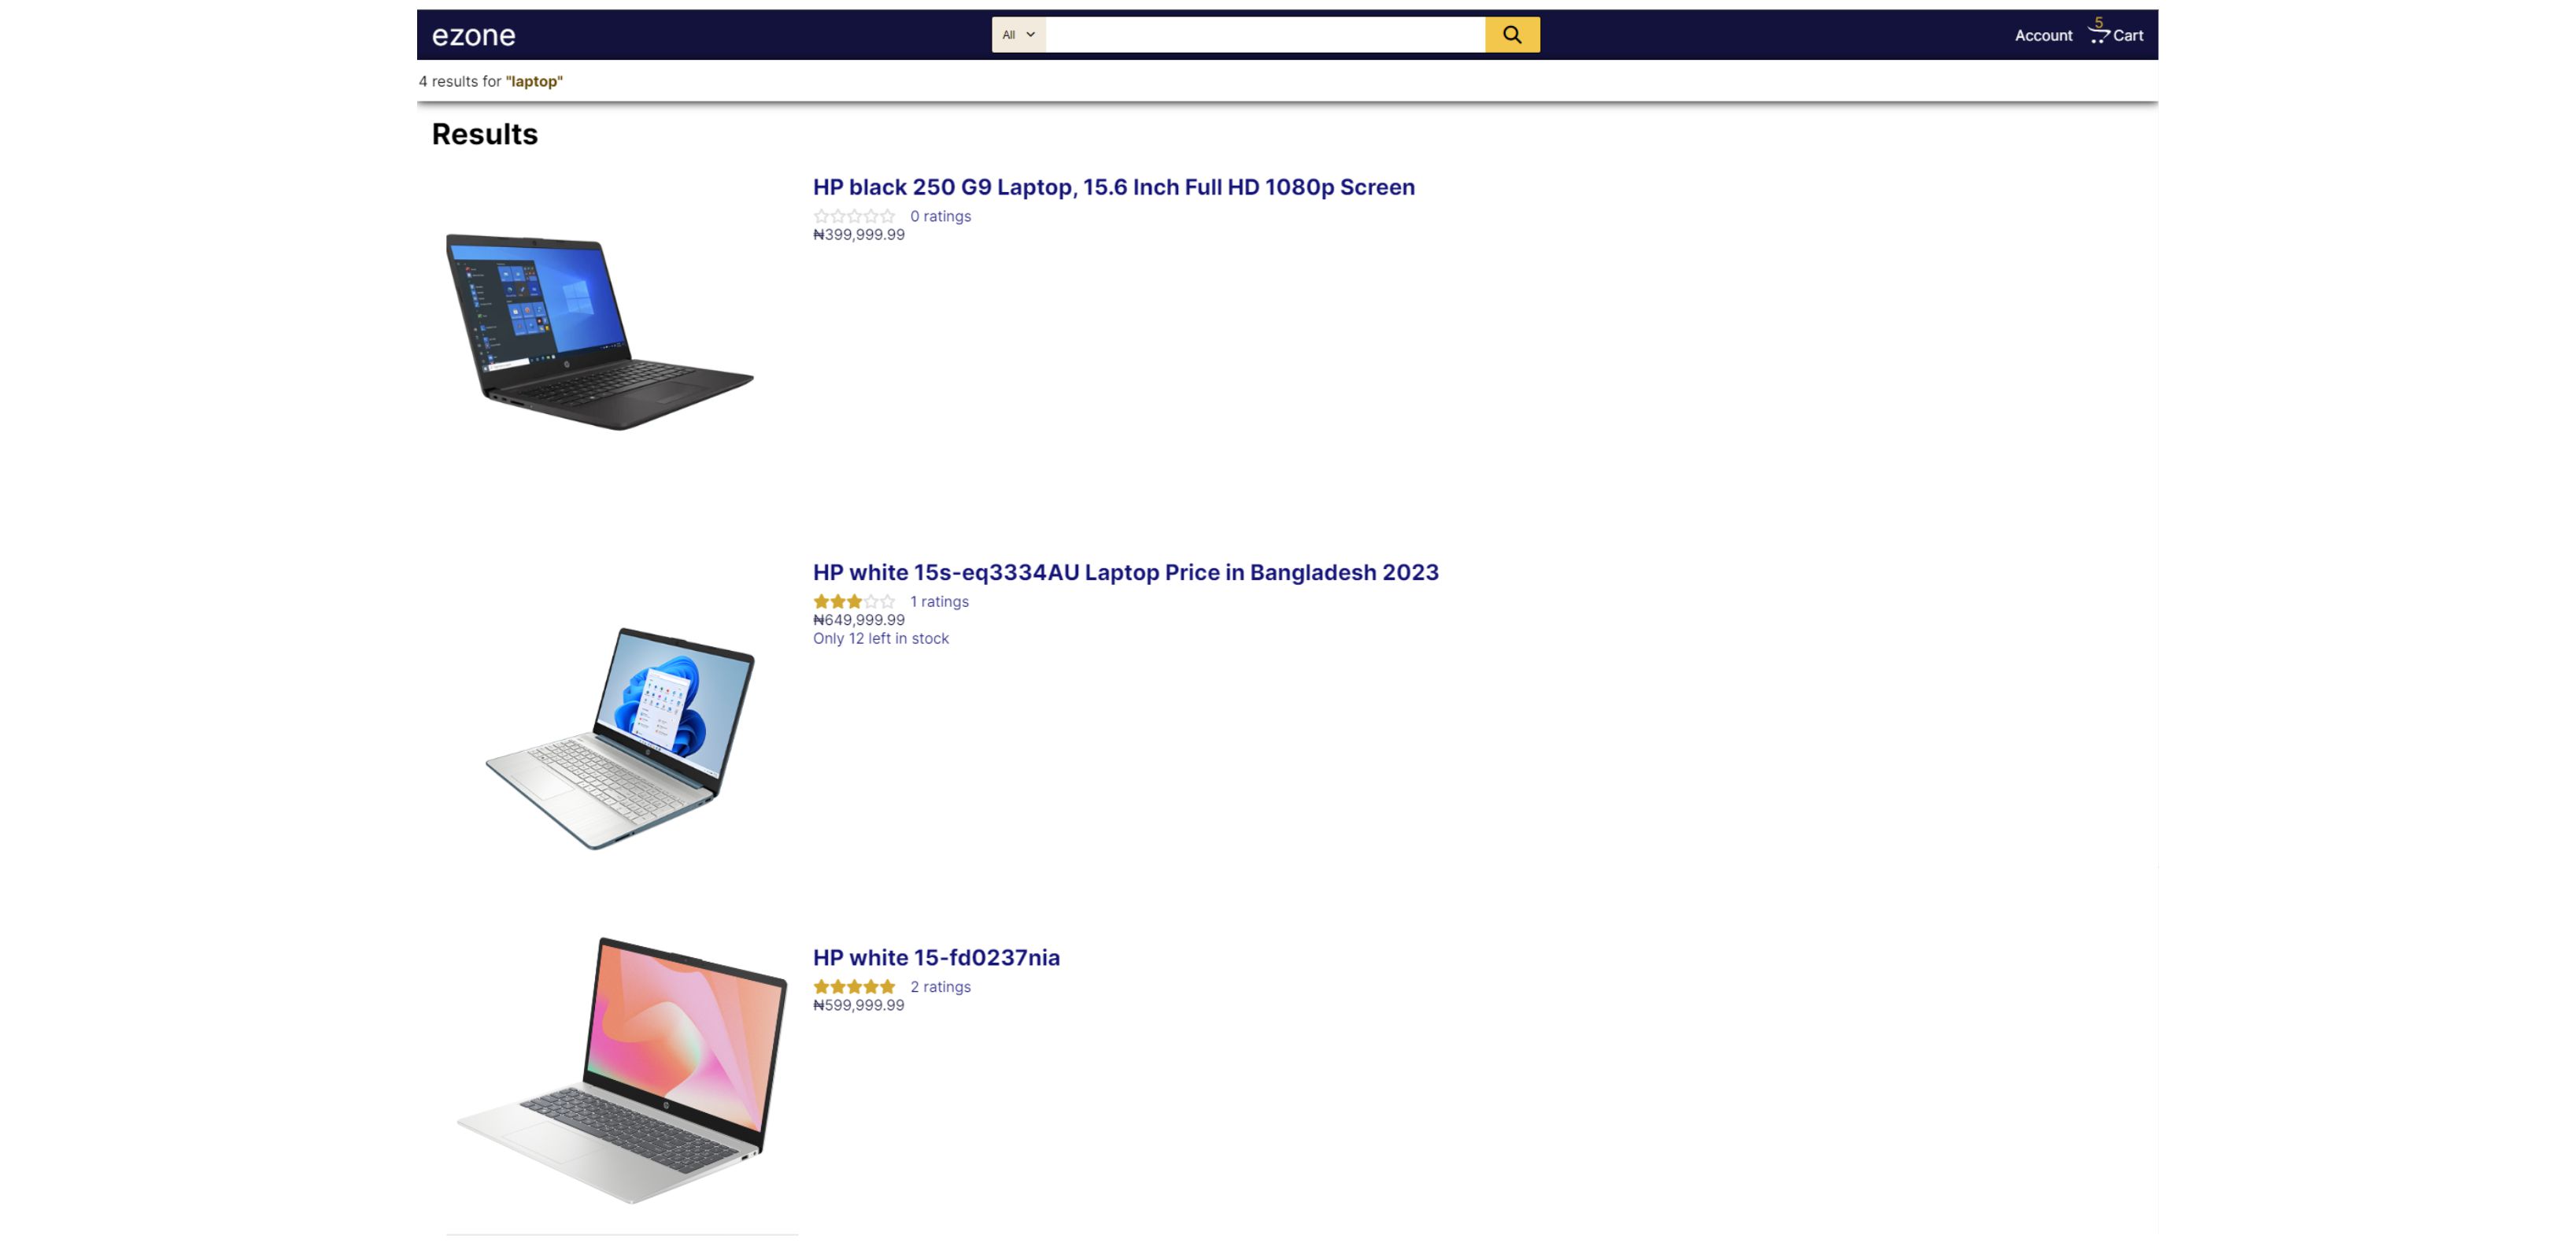 ezone
All
5
Account
Cart
4 results for "laptop"
Results
HP black 250 G9 Laptop, 15.6 Inch Full HD 1080p Screen
0 ratings
₦399,999.99
HP white 15s-eq3334AU Laptop Price in Bangladesh 2023
1 ratings
₦649,999.99
Only 12 left in stock
HP white 15-fd0237nia
2 ratings
₦599,999.99